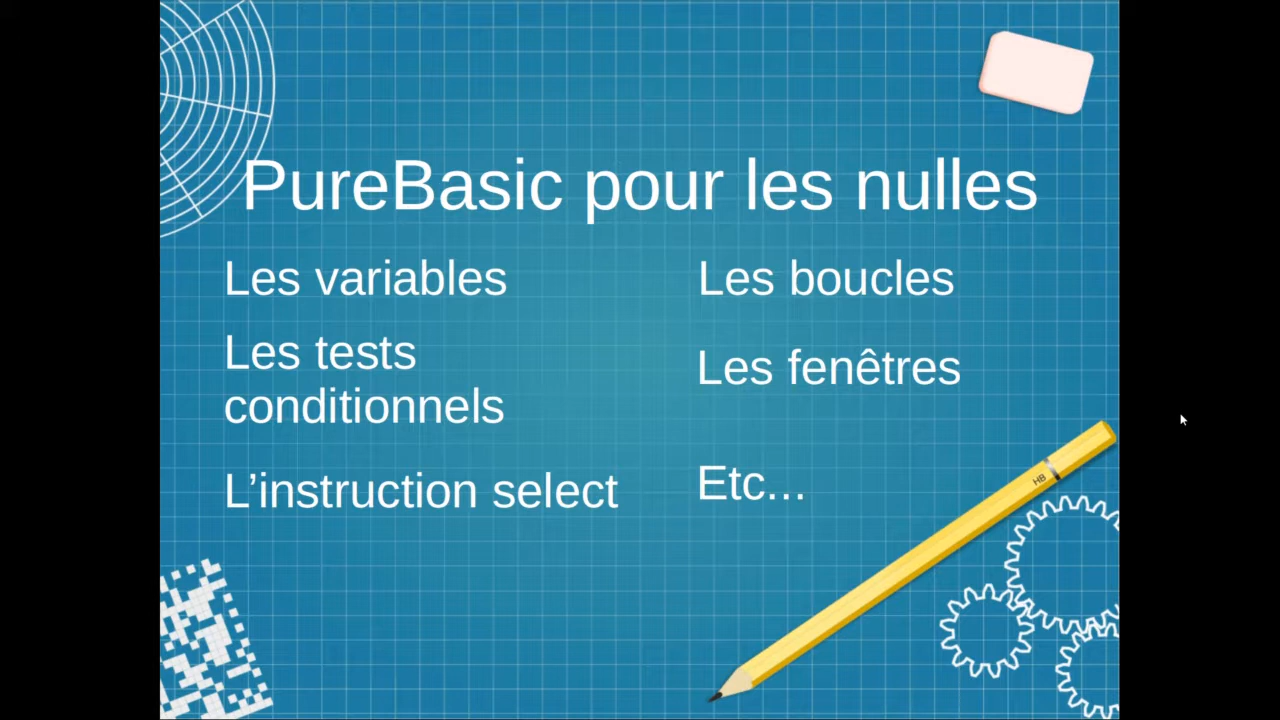 PureBasic pour les nulles
Les variables
Les tests
conditionnels
L’instruction select
Les boucles
Les fenêtres
Etc...
HB